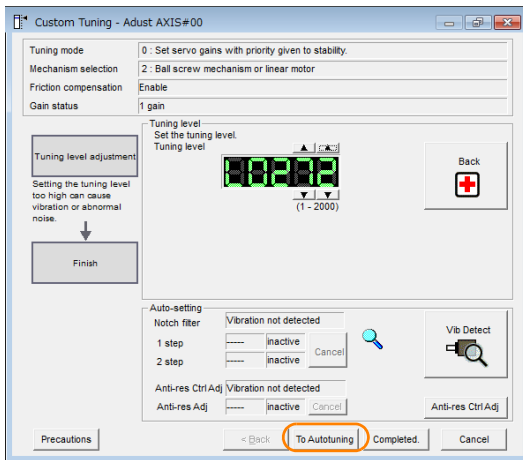 Custom Tuning - Adust AXIS#00
Tuning mode 0 : Set servo gains with priority given to stability.
Mechanism selection 2 : Ball screw mechanism or linear motor
Friction compensation Enable
Gain status 1 gain
Tuning level
Set the tuning level.
Tuning level
L0272
(1 - 2000)
Tuning level adjustment
Setting the tuning level
too high can cause
vibration or abnormal
noise.
Finish
Back
Auto-setting
Notch filter Vibration not detected
1 step ----- inactive
Cancel
2 step ----- inactive
Anti-res Ctrl Adj Vibration not detected
Anti-res Adj ----- inactive Cancel
Vib Detect
Anti-res Ctrl Adj
Precautions < Back To Autotuning Completed. Cancel